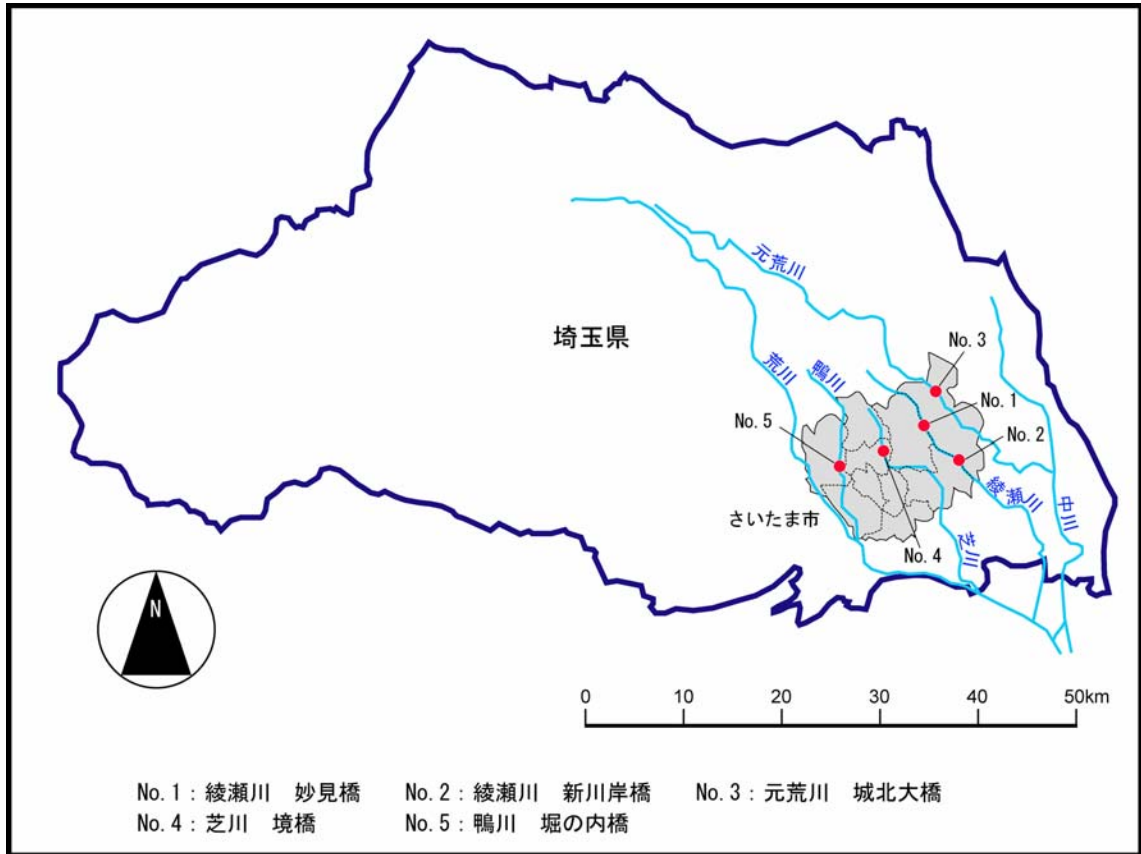 元荒川
埼玉県
荒川
鴨川
No.3
No.1
No.5
No.2
綾瀬川
中川
さいたま市
芝川
No.4
N
0 10 20 30 40 50km
No.1：綾瀬川　妙見橋　No.2：綾瀬川　新川岸橋　No.3：元荒川　城北大橋
No.4：芝川　境橋　No.5：鴨川　堀の内橋